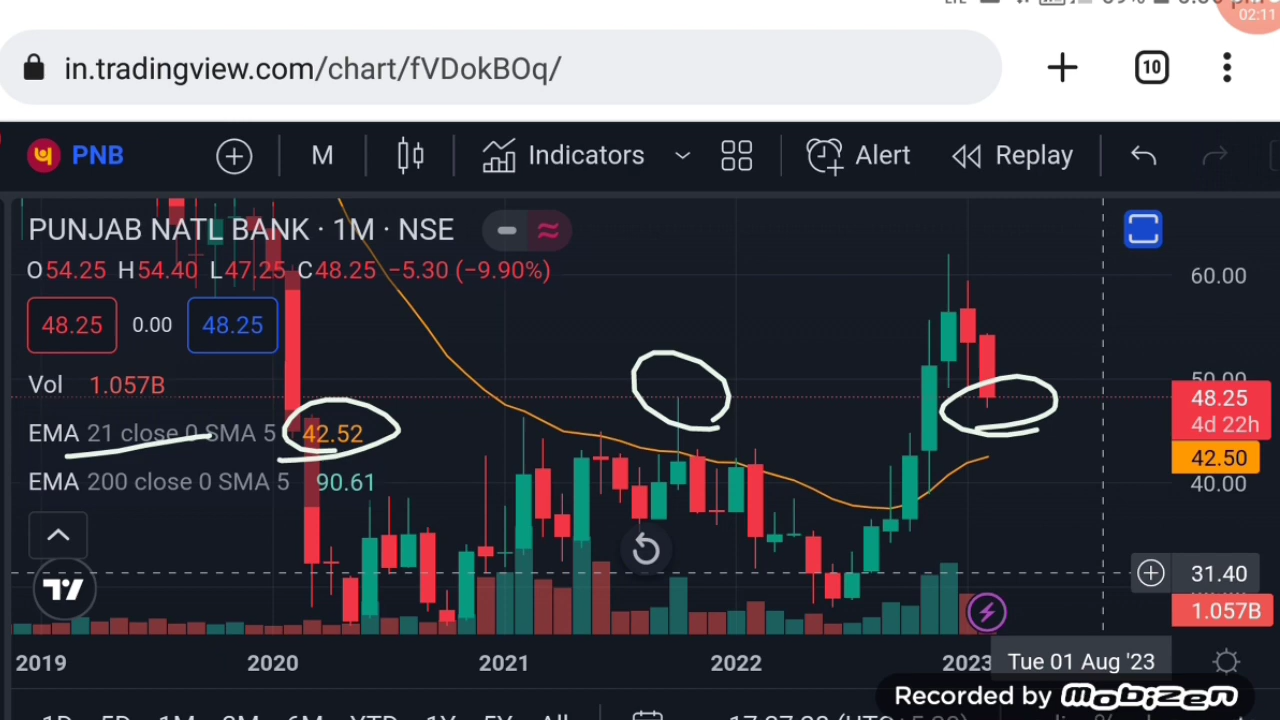 02:11
in.tradingview.com/chart/fVDokBOq/
10
PNB
M
Indicators
Alert
Replay
PUNJAB NATL BANK · 1M · NSE
O54.25 H54.40 L47.25 C48.25 −5.30 (−9.90%)
48.25
0.00
48.25
Vol 1.057B
EMA 21 close 0 SMA 5 42.52
EMA 200 close 0 SMA 5 90.61
60.00
48.25
4d 22h
42.50
40.00
31.40
1.057B
2019
2020
2021
2022
2023
Tue 01 Aug '23
Recorded by mobizen